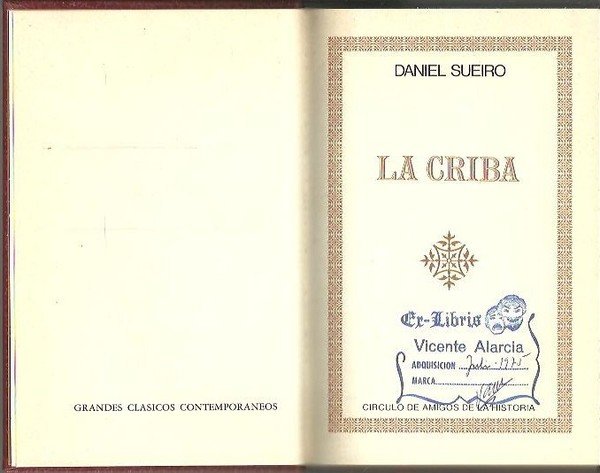 GRANDES CLASICOS CONTEMPORANEOS
DANIEL SUEIRO
LA CRIBA
Ex-Libris
Vicente Alarcia
ADQUISICION 1975
MARCA
CIRCULO DE AMIGOS DE LA HISTORIA